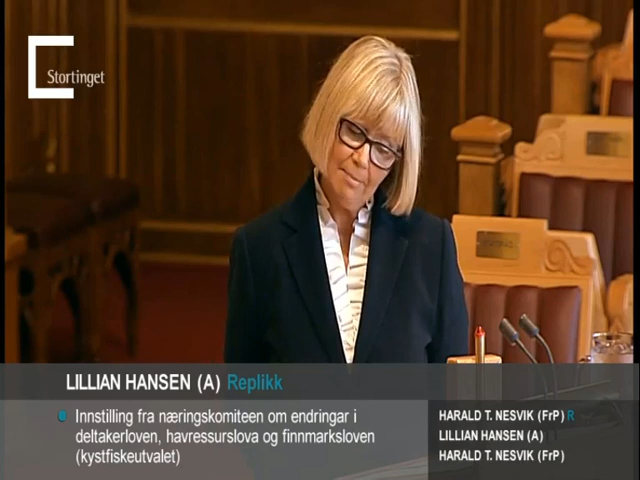 Stortinget
LILLIAN HANSEN (A) Replikk
Innstilling fra næringskomiteen om endringar i
deltakerloven, havressurslova og finnmarksloven
(kystfiskeutvalet)
HARALD T. NESVIK (FrP) R
LILLIAN HANSEN (A)
HARALD T. NESVIK (FrP)